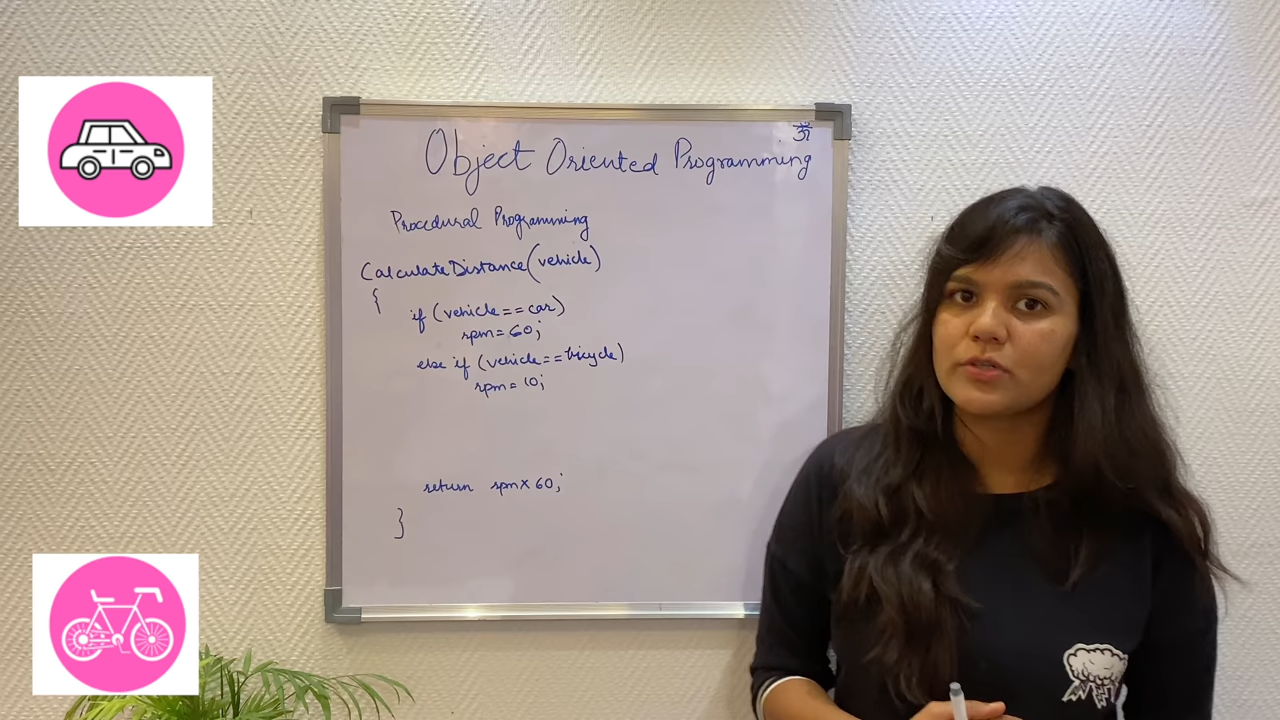 ॐ
Object Oriented Programming
Procedural Programming
CalculateDistance(vehicle)
{
if (vehicle==car)
rpm=60;
else if (vehicle==bicycle)
rpm=10;
return rpm×60;
}